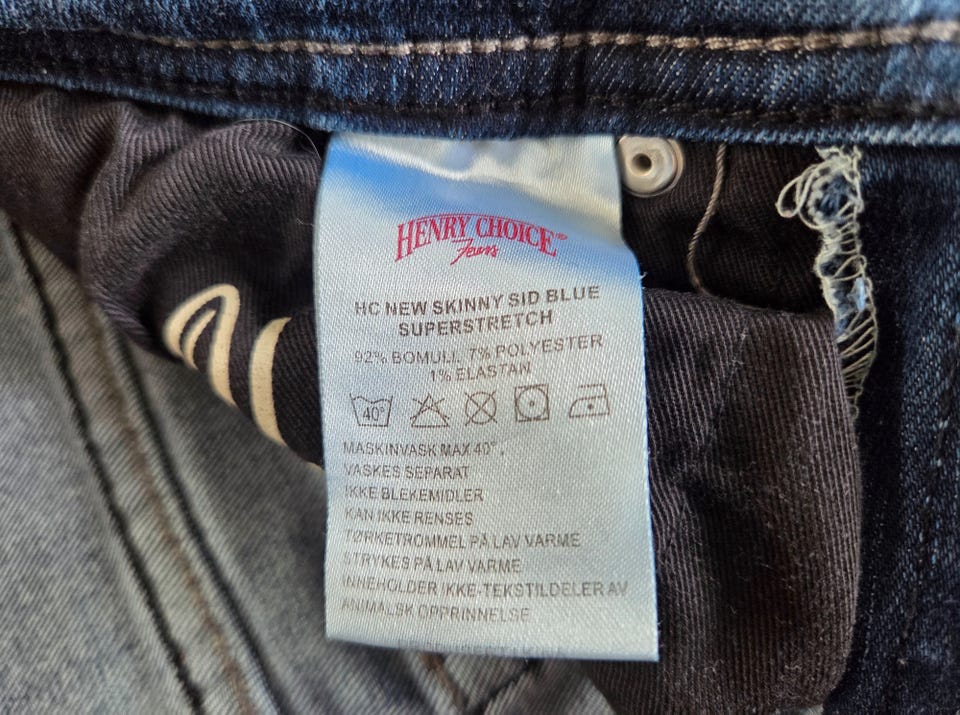 HENRY CHOICE®
Jeans
HC NEW SKINNY SID BLUE
SUPERSTRETCH
92% BOMULL 7% POLYESTER
1% ELASTAN
40°
MASKINVASK MAX 40°,
VASKES SEPARAT
IKKE BLEKEMIDLER
KAN IKKE RENSES
TØRKETROMMEL PÅ LAV VARME
STRYKES PÅ LAV VARME
INNEHOLDER IKKE-TEKSTILDELER AV
ANIMALSK OPPRINNELSE